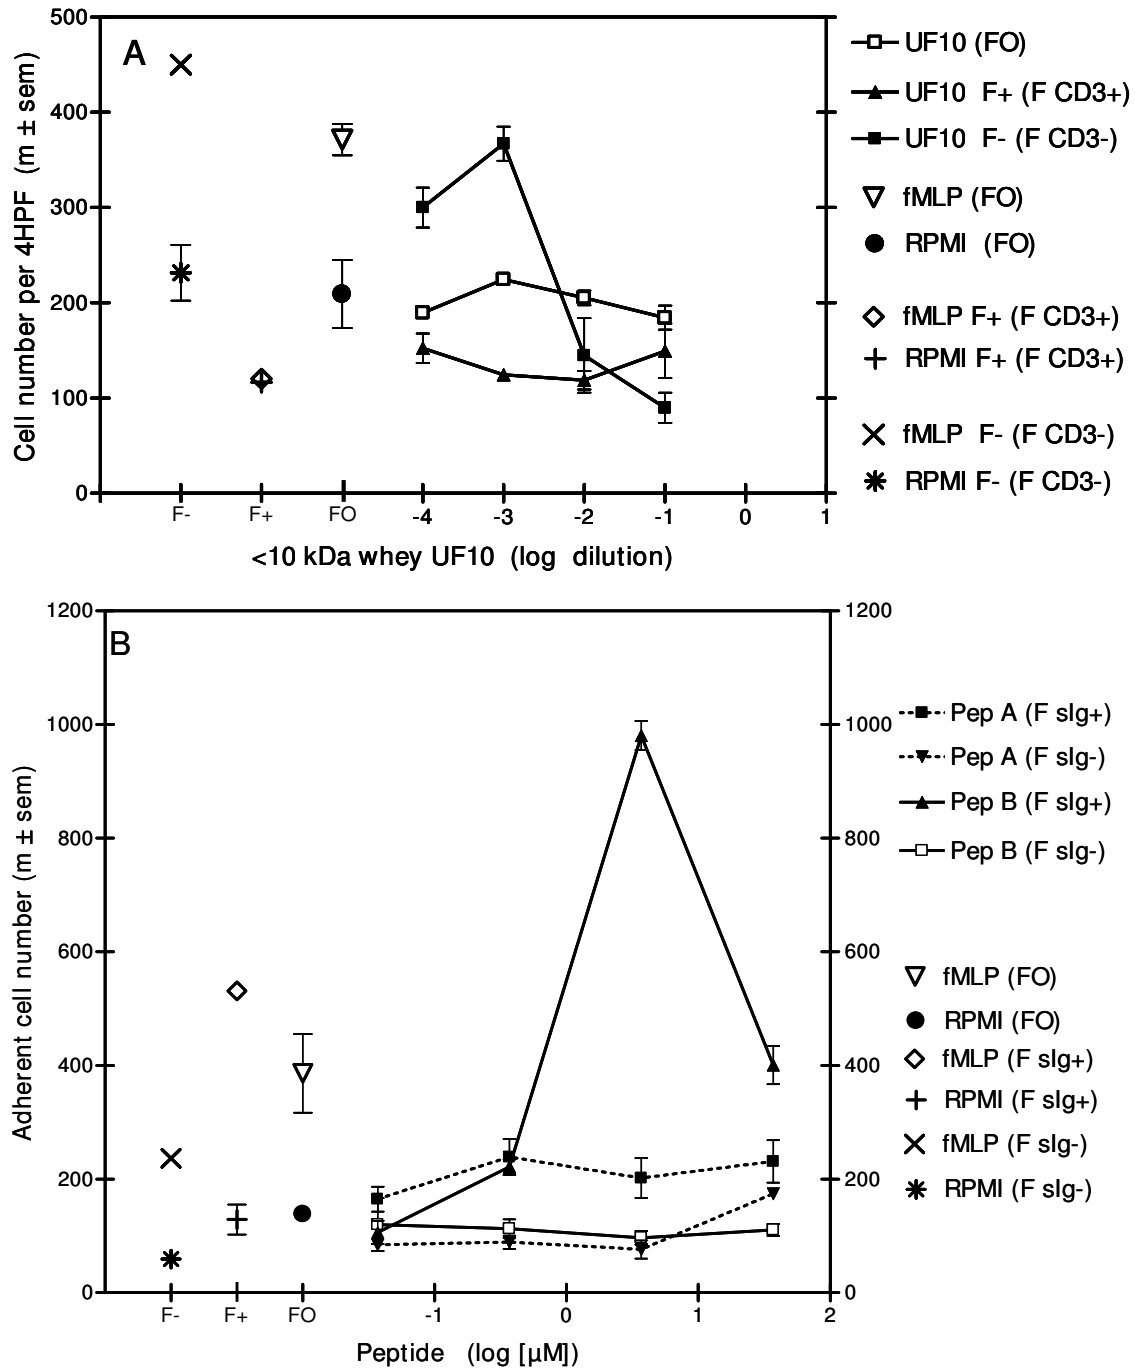 A
Cell number per 4HPF (m ± sem)
500
400
300
200
100
0
F-
F+
FO
-4
-3
-2
-1
0
1
<10 kDa whey UF10 (log dilution)
UF10 (FO)
UF10 F+ (F CD3+)
UF10 F- (F CD3-)
fMLP (FO)
RPMI (FO)
fMLP F+ (F CD3+)
RPMI F+ (F CD3+)
fMLP F- (F CD3-)
RPMI F- (F CD3-)
B
Adherent cell number (m ± sem)
1200
1000
800
600
400
200
0
F-
F+
FO
-1
0
1
2
1200
1000
800
600
400
200
0
Peptide (log [µM])
Pep A (F sIg+)
Pep A (F sIg-)
Pep B (F sIg+)
Pep B (F sIg-)
fMLP (FO)
RPMI (FO)
fMLP (F sIg+)
RPMI (F sIg+)
fMLP (F sIg-)
RPMI (F sIg-)